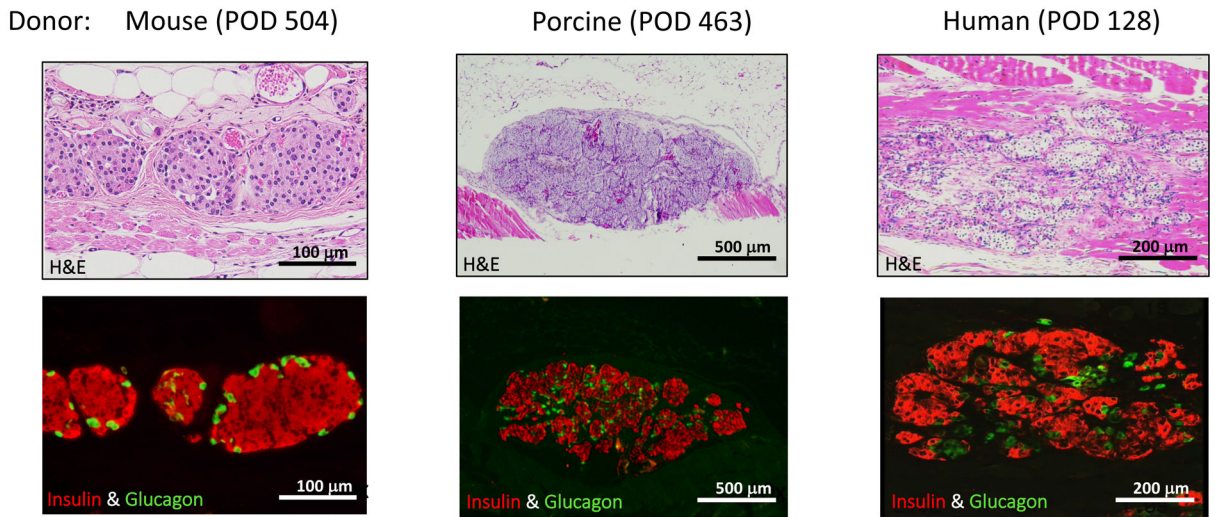 Donor: Mouse (POD 504) Porcine (POD 463) Human (POD 128)
100 µm 500 µm 200 µm
H&E H&E H&E
100 µm 500 µm 200 µm
Insulin & Glucagon Insulin & Glucagon Insulin & Glucagon